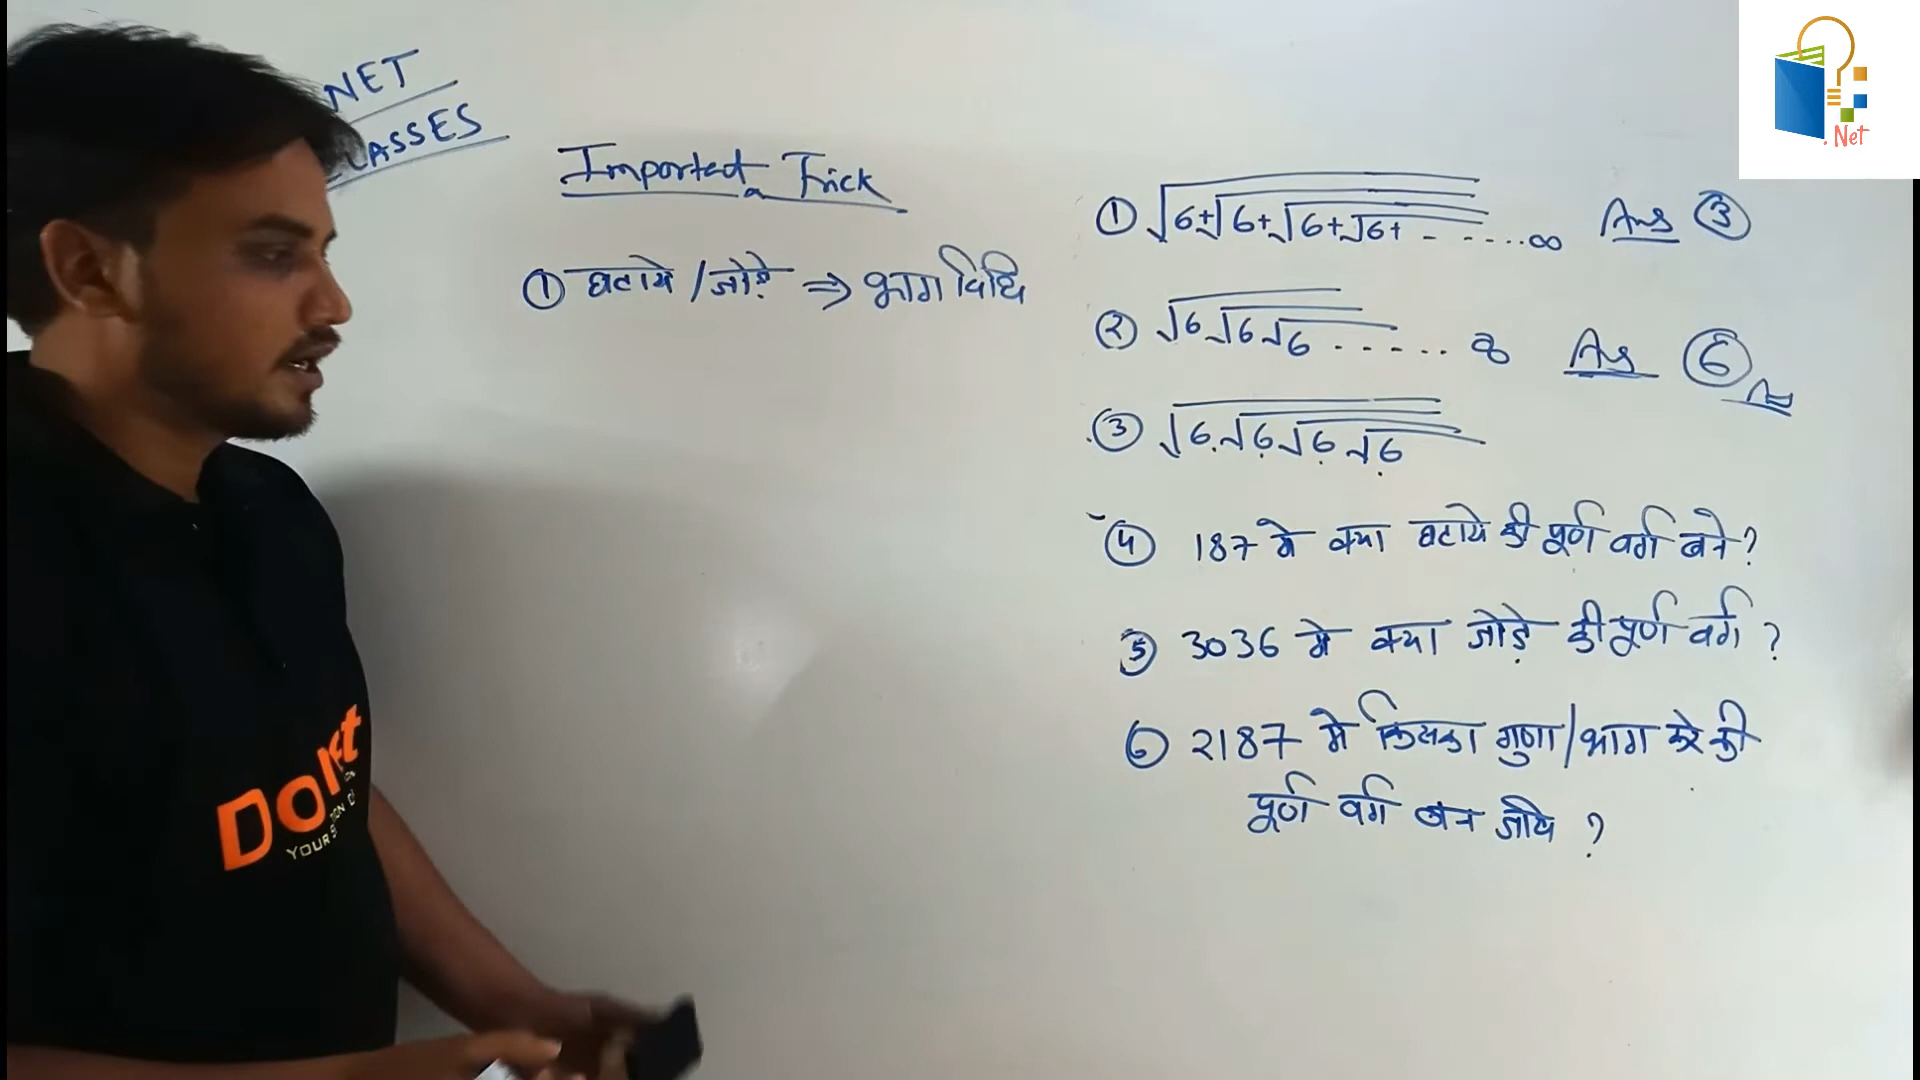 NET
CLASSES
Imported Trick
① घटाये / जोड़े ⇒ भाग विधि
① √6+√6+√6+√6+ - ----∞ Ans ③
② √6√6√6 ...... ∞ Ans ⑥
③ √6.√6.√6.√6
④ 187 मे क्या घटाये की पूर्ण वर्ग बने?
⑤ 3036 मे क्या जोड़े की पूर्ण वर्ग ?
⑥ 2187 मे किसका गुणा/भाग करे की
पूर्ण वर्ग बन जाये ?
.Net
YOUR